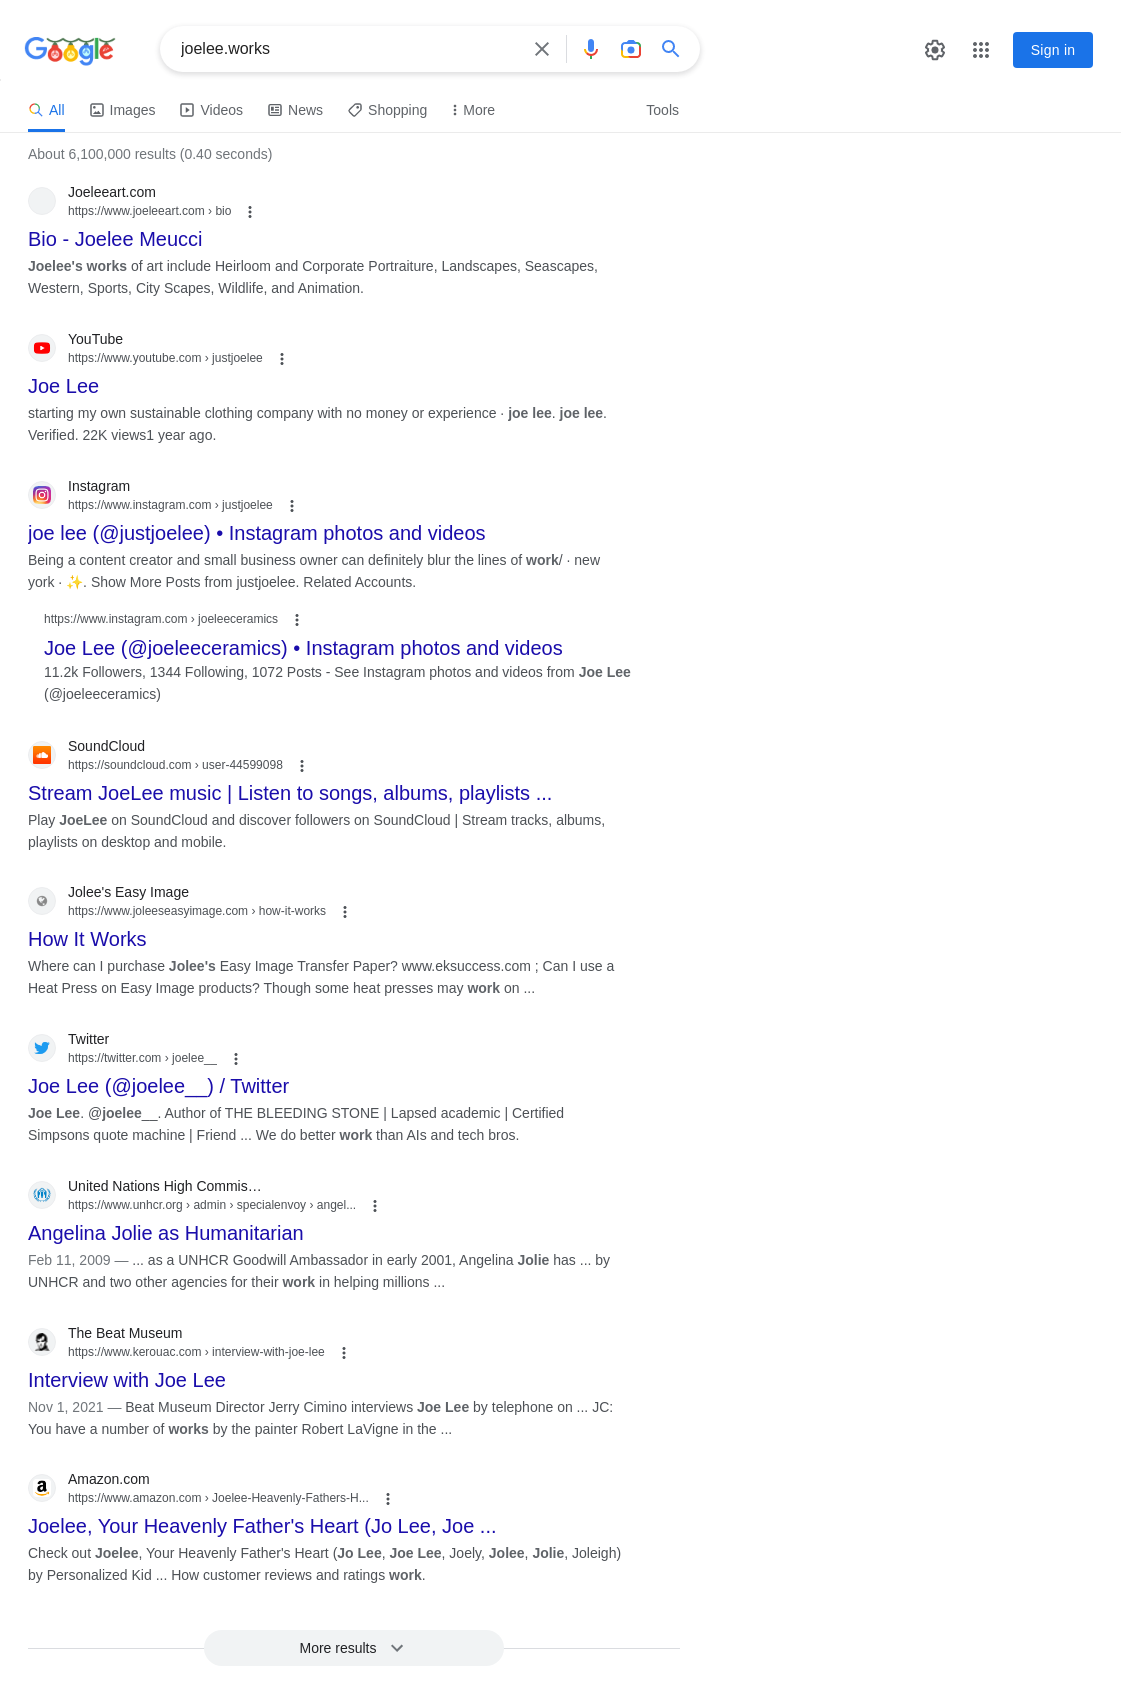 Google
joelee.works
Sign in
All Images Videos News Shopping More Tools
About 6,100,000 results (0.40 seconds)
Joeleeart.com
https://www.joeleeart.com › bio
Bio - Joelee Meucci
Joelee's works of art include Heirloom and Corporate Portraiture, Landscapes, Seascapes,
Western, Sports, City Scapes, Wildlife, and Animation.
YouTube
https://www.youtube.com › justjoelee
Joe Lee
starting my own sustainable clothing company with no money or experience · joe lee. joe lee.
Verified. 22K views1 year ago.
Instagram
https://www.instagram.com › justjoelee
joe lee (@justjoelee) • Instagram photos and videos
Being a content creator and small business owner can definitely blur the lines of work/ · new
york · ✨. Show More Posts from justjoelee. Related Accounts.
https://www.instagram.com › joeleeceramics
Joe Lee (@joeleeceramics) • Instagram photos and videos
11.2k Followers, 1344 Following, 1072 Posts - See Instagram photos and videos from Joe Lee
(@joeleeceramics)
SoundCloud
https://soundcloud.com › user-44599098
Stream JoeLee music | Listen to songs, albums, playlists ...
Play JoeLee on SoundCloud and discover followers on SoundCloud | Stream tracks, albums,
playlists on desktop and mobile.
Jolee's Easy Image
https://www.joleeseasyimage.com › how-it-works
How It Works
Where can I purchase Jolee's Easy Image Transfer Paper? www.eksuccess.com ; Can I use a
Heat Press on Easy Image products? Though some heat presses may work on ...
Twitter
https://twitter.com › joelee__
Joe Lee (@joelee__) / Twitter
Joe Lee. @joelee__. Author of THE BLEEDING STONE | Lapsed academic | Certified
Simpsons quote machine | Friend ... We do better work than AIs and tech bros.
United Nations High Commis…
https://www.unhcr.org › admin › specialenvoy › angel...
Angelina Jolie as Humanitarian
Feb 11, 2009 — ... as a UNHCR Goodwill Ambassador in early 2001, Angelina Jolie has ... by
UNHCR and two other agencies for their work in helping millions ...
The Beat Museum
https://www.kerouac.com › interview-with-joe-lee
Interview with Joe Lee
Nov 1, 2021 — Beat Museum Director Jerry Cimino interviews Joe Lee by telephone on ... JC:
You have a number of works by the painter Robert LaVigne in the ...
Amazon.com
https://www.amazon.com › Joelee-Heavenly-Fathers-H...
Joelee, Your Heavenly Father's Heart (Jo Lee, Joe ...
Check out Joelee, Your Heavenly Father's Heart (Jo Lee, Joe Lee, Joely, Jolee, Jolie, Joleigh)
by Personalized Kid ... How customer reviews and ratings work.
More results